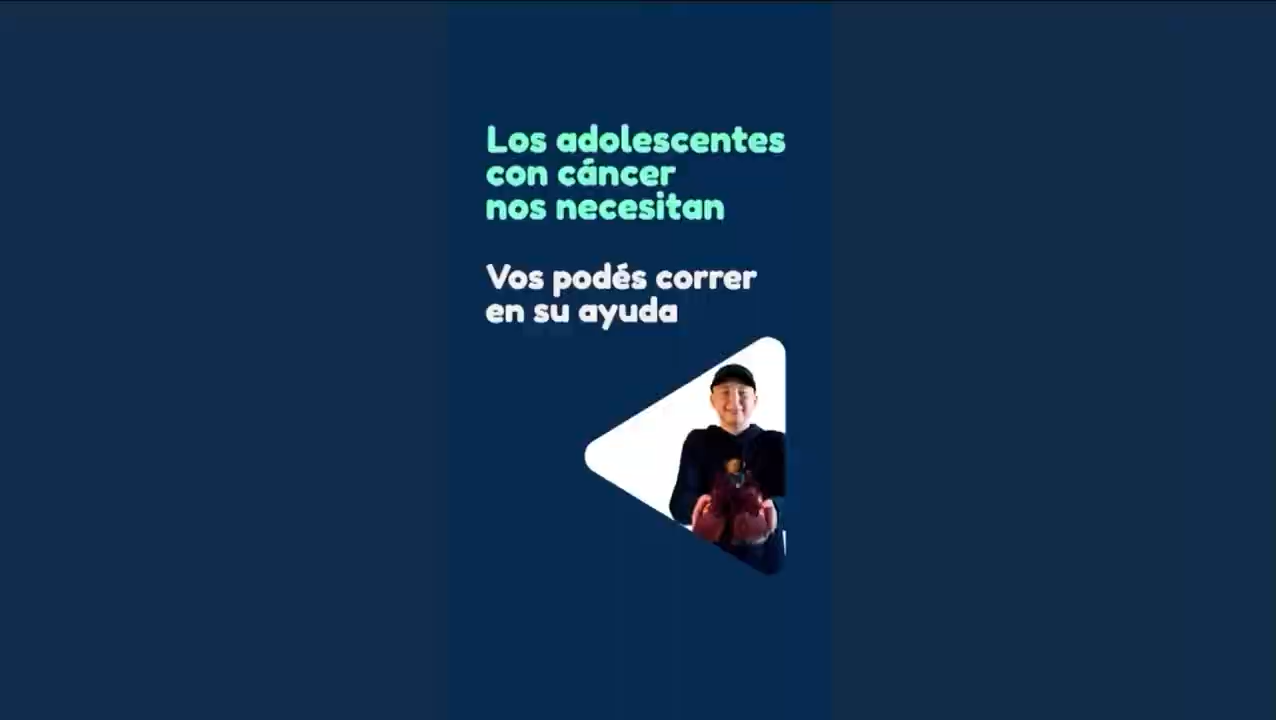 Los adolescentes
con cáncer
nos necesitan
Vos podés correr
en su ayuda